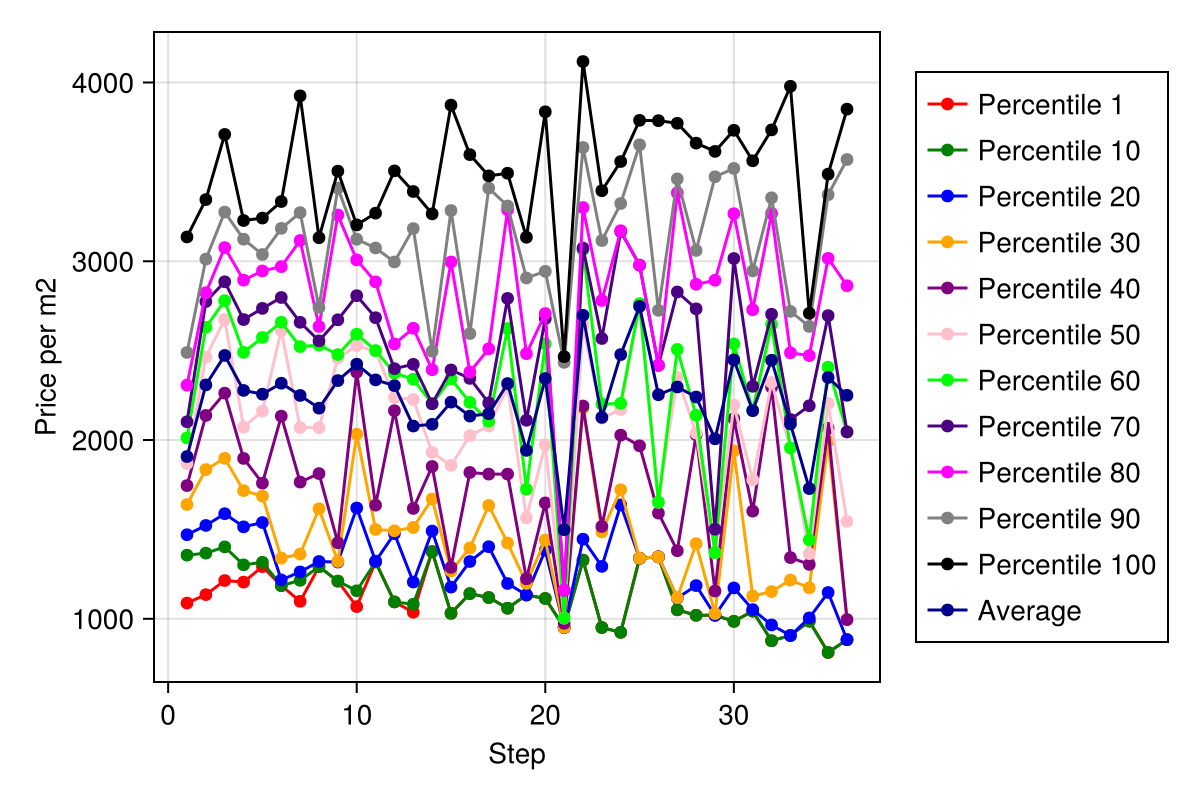 4000
3000
2000
1000
Price per m2
0 10 20 30
Step
Percentile 1
Percentile 10
Percentile 20
Percentile 30
Percentile 40
Percentile 50
Percentile 60
Percentile 70
Percentile 80
Percentile 90
Percentile 100
Average